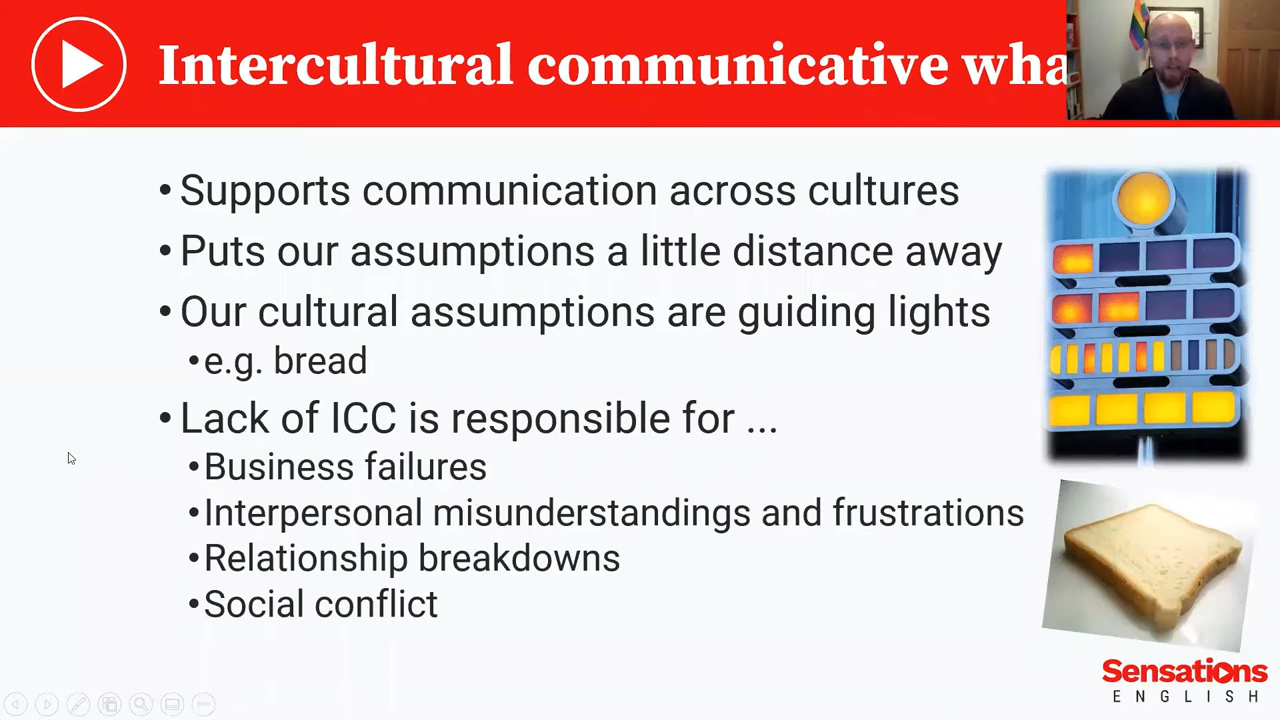 Intercultural communicative wha
• Supports communication across cultures
• Puts our assumptions a little distance away
• Our cultural assumptions are guiding lights
• e.g. bread
• Lack of ICC is responsible for ...
• Business failures
• Interpersonal misunderstandings and frustrations
• Relationship breakdowns
• Social conflict
Sensations
ENGLISH